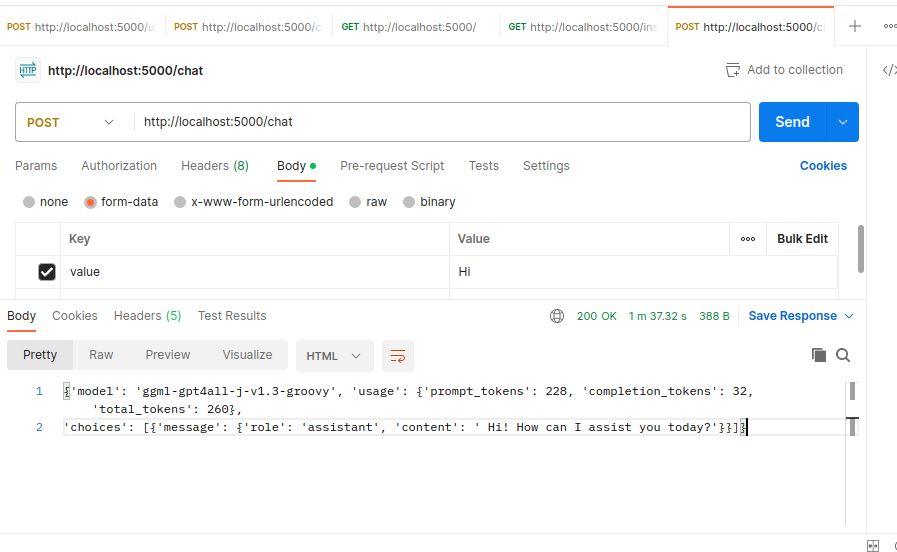 POST http://localhost:5000/u POST http://localhost:5000/c GET http://localhost:5000/ GET http://localhost:5000/ins POST http://localhost:5000/c
HTTP http://localhost:5000/chat Add to collection
POST http://localhost:5000/chat Send
Params Authorization Headers (8) Body Pre-request Script Tests Settings Cookies
none form-data x-www-form-urlencoded raw binary
Key Value Bulk Edit
value Hi
Body Cookies Headers (5) Test Results 200 OK 1 m 37.32 s 388 B Save Response
Pretty Raw Preview Visualize HTML
1 {'model': 'ggml-gpt4all-j-v1.3-groovy', 'usage': {'prompt_tokens': 228, 'completion_tokens': 32,
'total_tokens': 260},
2 'choices': [{'message': {'role': 'assistant', 'content': ' Hi! How can I assist you today?'}}]}